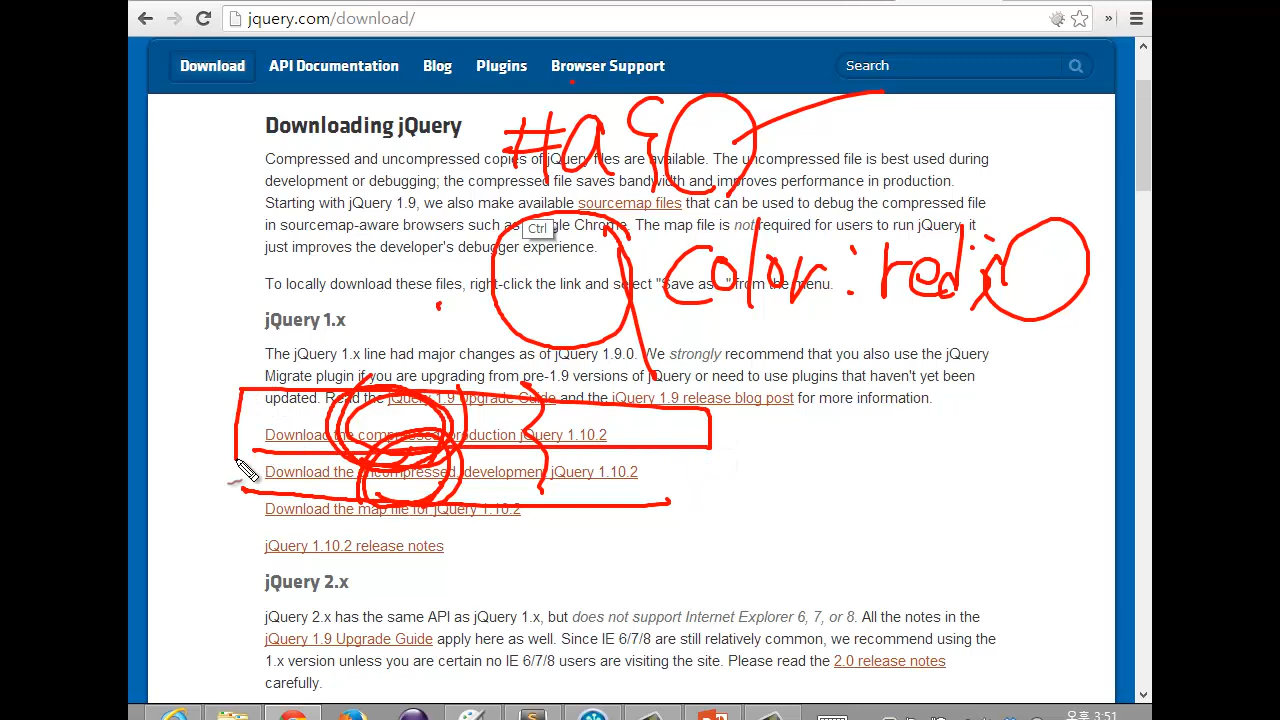 jquery.com/download/
Download API Documentation Blog Plugins Browser Support Search
Downloading jQuery
#a {
Compressed and uncompressed copies of jQuery files are available. The uncompressed file is best used during
development or debugging; the compressed file saves bandwidth and improves performance in production.
Starting with jQuery 1.9, we also make available sourcemap files that can be used to debug the compressed file
in sourcemap-aware browsers such as Google Chrome. The map file is not required for users to run jQuery, it
Ctrl
just improves the developer's debugger experience.
color:red;
To locally download these files, right-click the link and select "Save as..." from the menu.
jQuery 1.x
The jQuery 1.x line had major changes as of jQuery 1.9.0. We strongly recommend that you also use the jQuery
Migrate plugin if you are upgrading from pre-1.9 versions of jQuery or need to use plugins that haven't yet been
updated. Read the jQuery 1.9 Upgrade Guide and the jQuery 1.9 release blog post for more information.
Download the compressed, production jQuery 1.10.2
Download the uncompressed, development jQuery 1.10.2
Download the map file for jQuery 1.10.2
jQuery 1.10.2 release notes
jQuery 2.x
jQuery 2.x has the same API as jQuery 1.x, but does not support Internet Explorer 6, 7, or 8. All the notes in the
jQuery 1.9 Upgrade Guide apply here as well. Since IE 6/7/8 are still relatively common, we recommend using the
1.x version unless you are certain no IE 6/7/8 users are visiting the site. Please read the 2.0 release notes
carefully.
오후 3:51